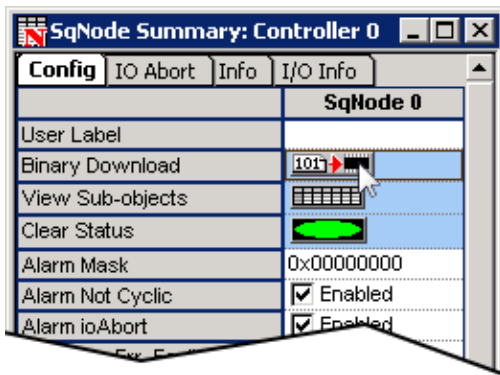 SqNode Summary: Controller 0
Config IO Abort Info I/O Info
SqNode 0
User Label
Binary Download 101
View Sub-objects
Clear Status
Alarm Mask 0x00000000
Alarm Not Cyclic Enabled
Alarm ioAbort Enabled